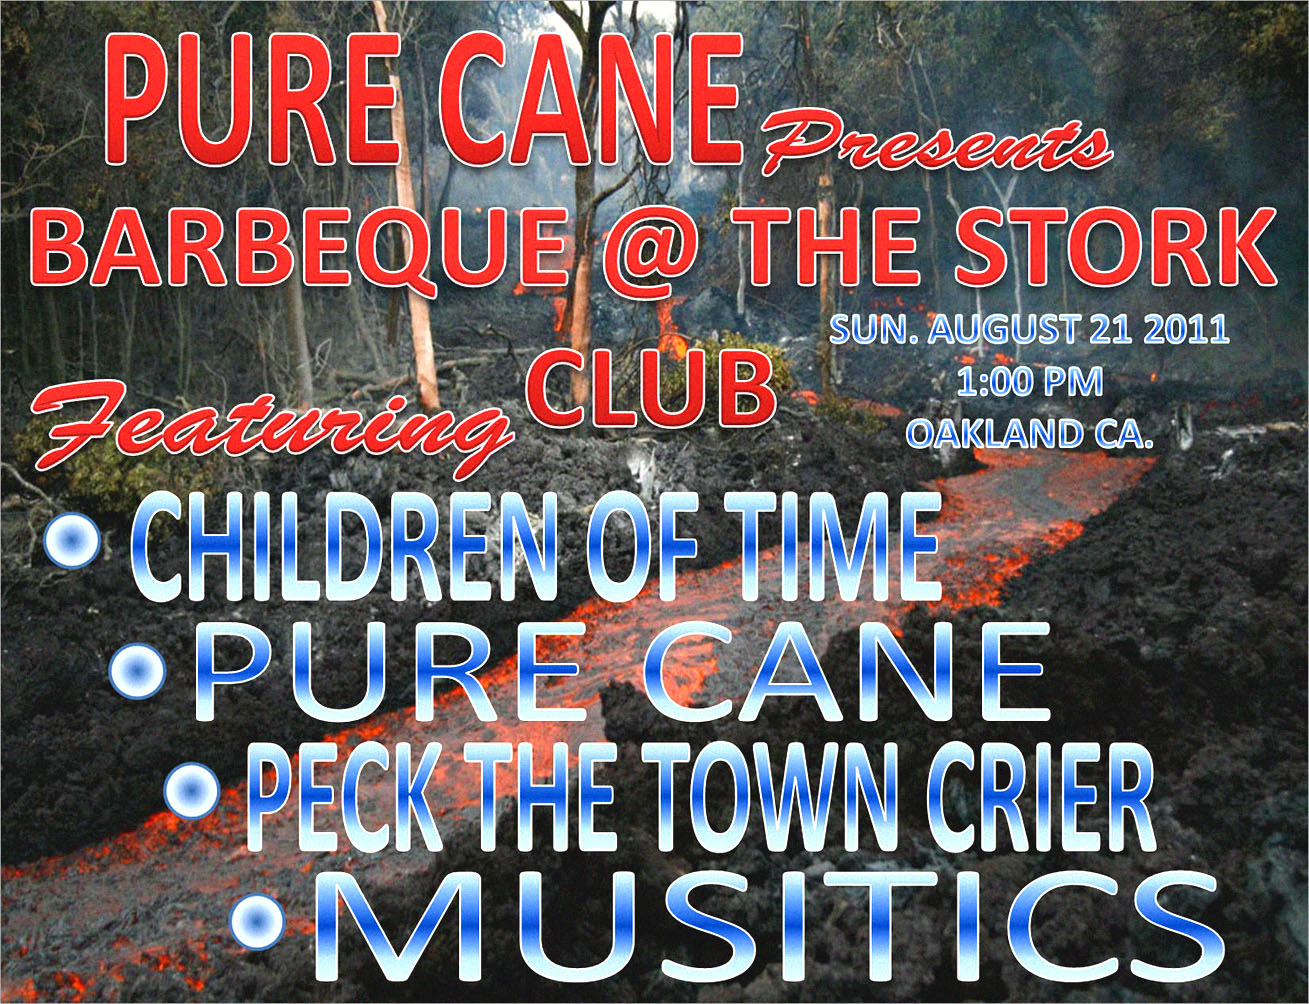 PURE CANE Presents
BARBEQUE @ THE STORK
CLUB
SUN. AUGUST 21 2011
1:00 PM
OAKLAND CA.
Featuring
CHILDREN OF TIME
PURE CANE
PECK THE TOWN CRIER
MUSITICS